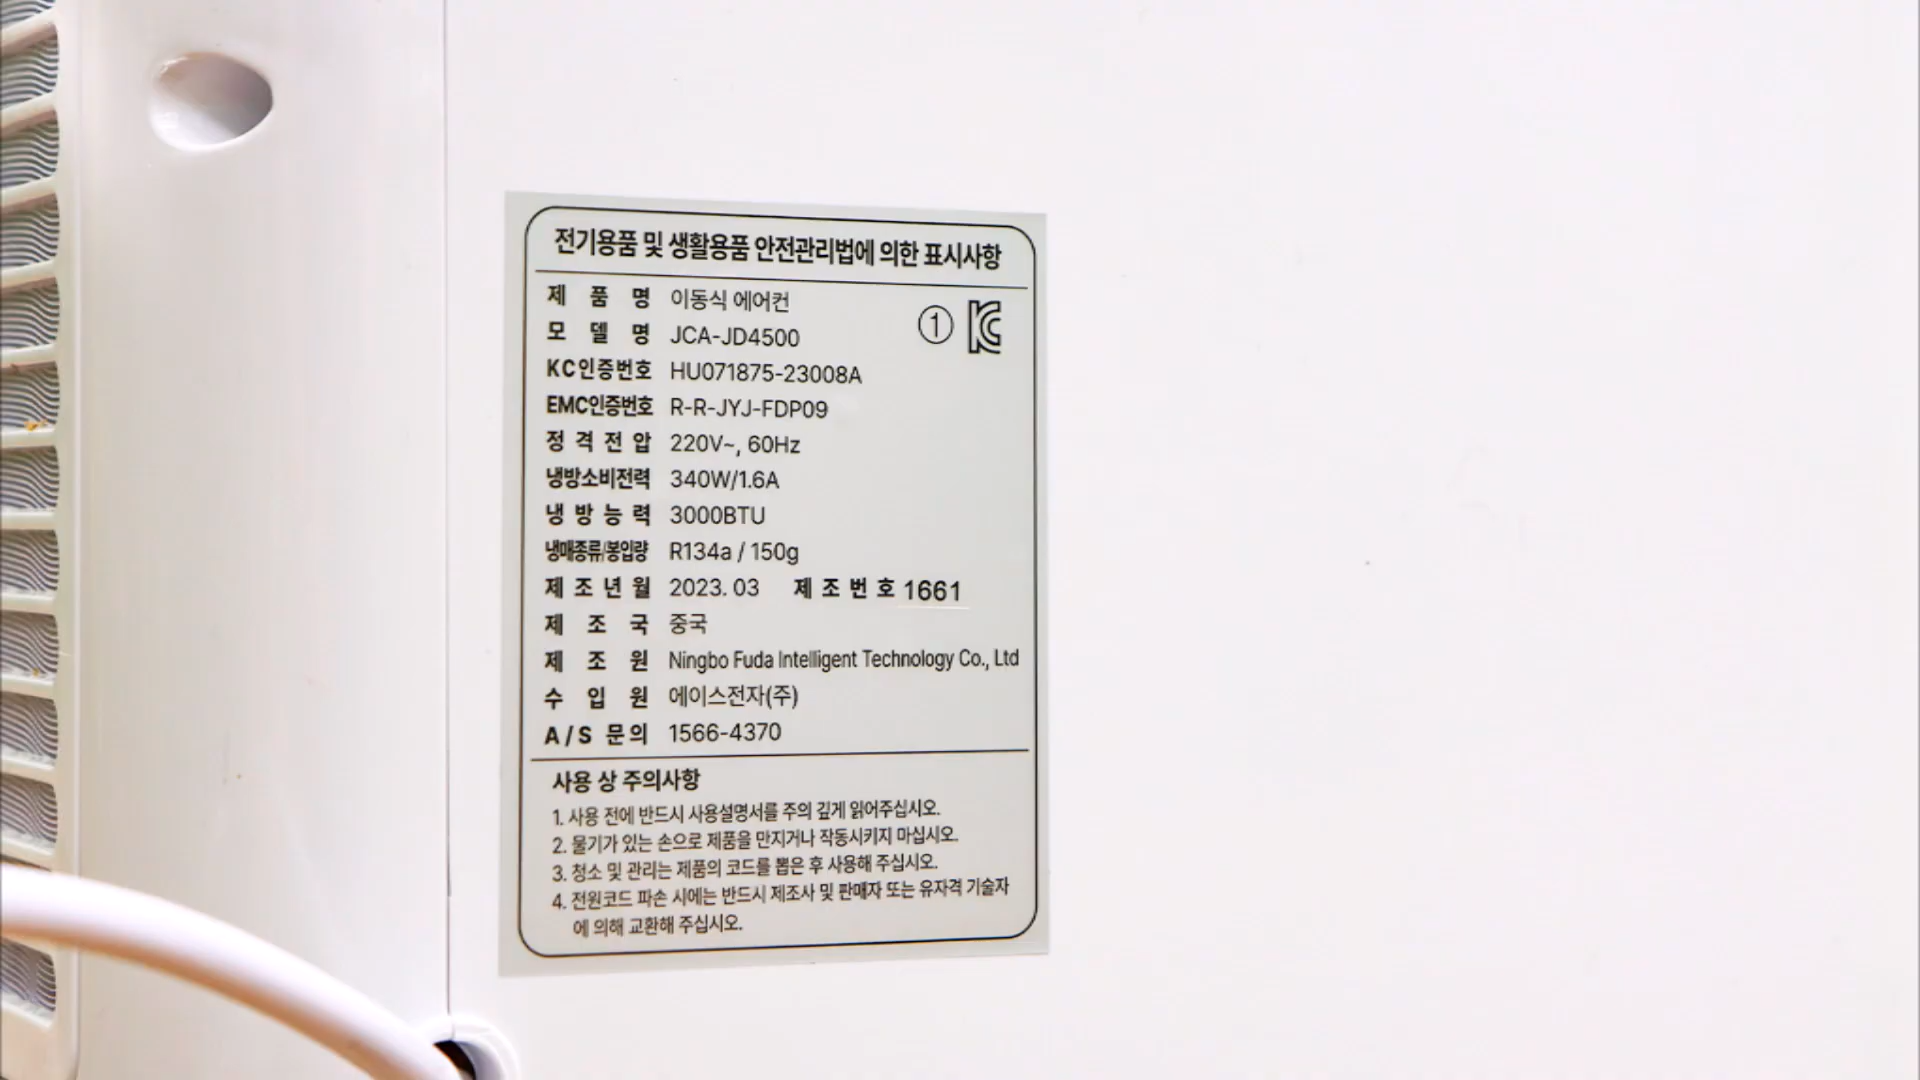 전기용품 및 생활용품 안전관리법에 의한 표시사항
제 품 명 이동식 에어컨
모 델 명 JCA-JD4500
① KC
KC인증번호 HU071875-23008A
EMC인증번호 R-R-JYJ-FDP09
정 격 전 압 220V~, 60Hz
냉방소비전력 340W/1.6A
냉 방 능 력 3000BTU
냉매종류/봉입량 R134a / 150g
제 조 년 월 2023. 03 제 조 번 호 1661
제 조 국 중국
제 조 원 Ningbo Fuda Intelligent Technology Co., Ltd
수 입 원 에이스전자(주)
A/S 문의 1566-4370
사용 상 주의사항
1. 사용 전에 반드시 사용설명서를 주의 깊게 읽어주십시오.
2. 물기가 있는 손으로 제품을 만지거나 작동시키지 마십시오.
3. 청소 및 관리는 제품의 코드를 뽑은 후 사용해 주십시오.
4. 전원코드 파손 시에는 반드시 제조사 및 판매자 또는 유자격 기술자
에 의해 교환해 주십시오.